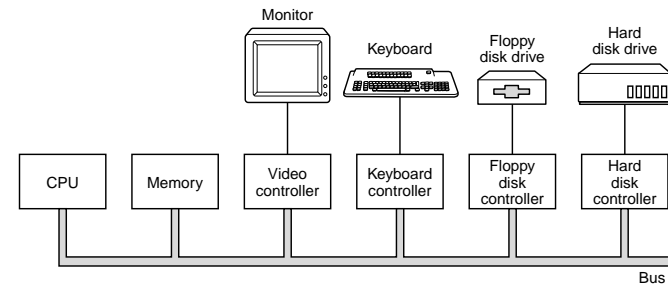 Monitor
Keyboard
Floppy
disk drive
Hard
disk drive
CPU
Memory
Video
controller
Keyboard
controller
Floppy
disk
controller
Hard
disk
controller
Bus